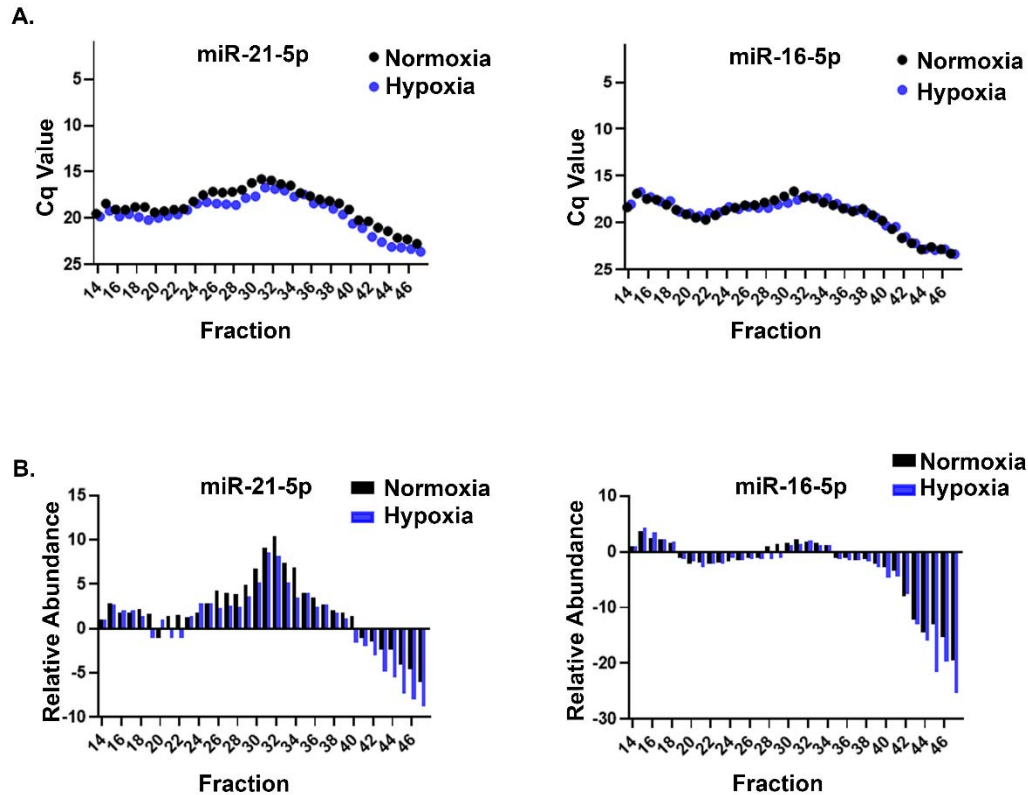 A.
miR-21-5p
Normoxia
Hypoxia
Cq Value
5
10
15
20
25
14 16 18 20 22 24 26 28 30 32 34 36 38 40 42 44 46
Fraction
miR-16-5p
Normoxia
Hypoxia
Cq Value
5
10
15
20
25
14 16 18 20 22 24 26 28 30 32 34 36 38 40 42 44 46
Fraction
B.
miR-21-5p
Normoxia
Hypoxia
Relative Abundance
15
10
5
0
-5
-10
14 16 18 20 22 24 26 28 30 32 34 36 38 40 42 44 46
Fraction
miR-16-5p
Normoxia
Hypoxia
Relative Abundance
10
0
-10
-20
-30
14 16 18 20 22 24 26 28 30 32 34 36 38 40 42 44 46
Fraction